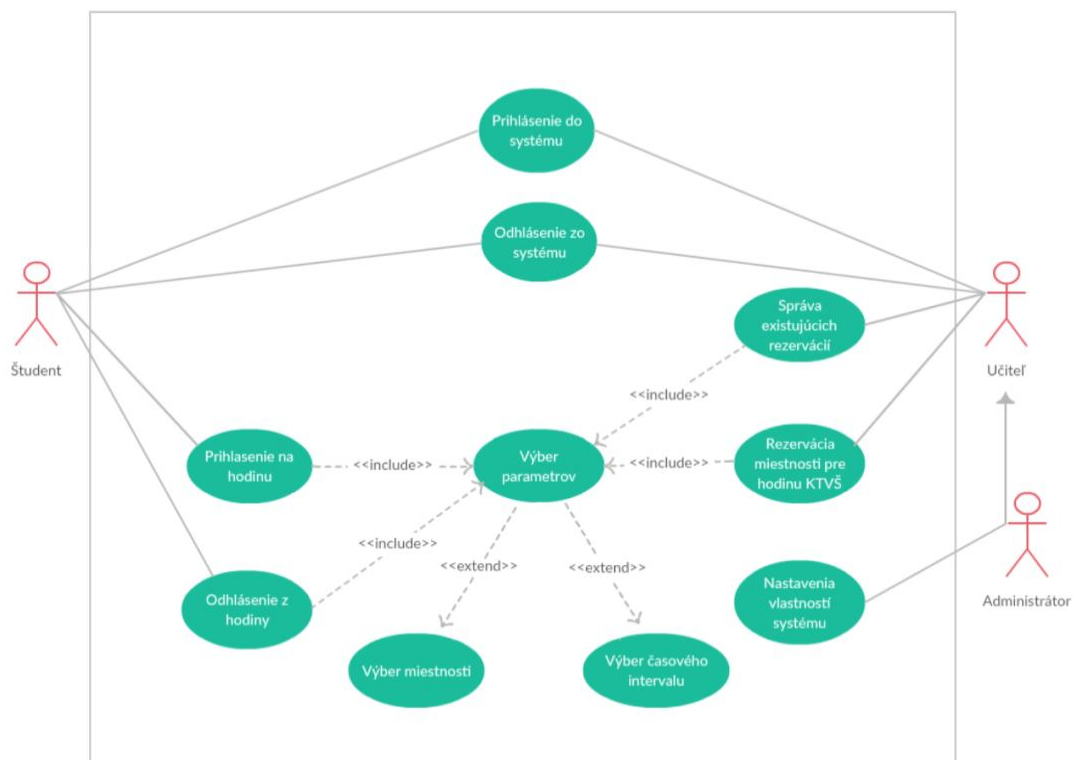 Prihlásenie do
systému
Odhlásenie zo
systému
Správa
existujúcich
rezervácií
Študent
Učiteľ
<<include>>
Prihlasenie na
hodinu
<<include>>
Výber
parametrov
<<include>>
Rezervácia
miestnosti pre
hodinu KTVŠ
<<include>>
<<extend>>
<<extend>>
Odhlásenie z
hodiny
Nastavenia
vlastností
systému
Administrátor
Výber miestnosti
Výber časového
intervalu